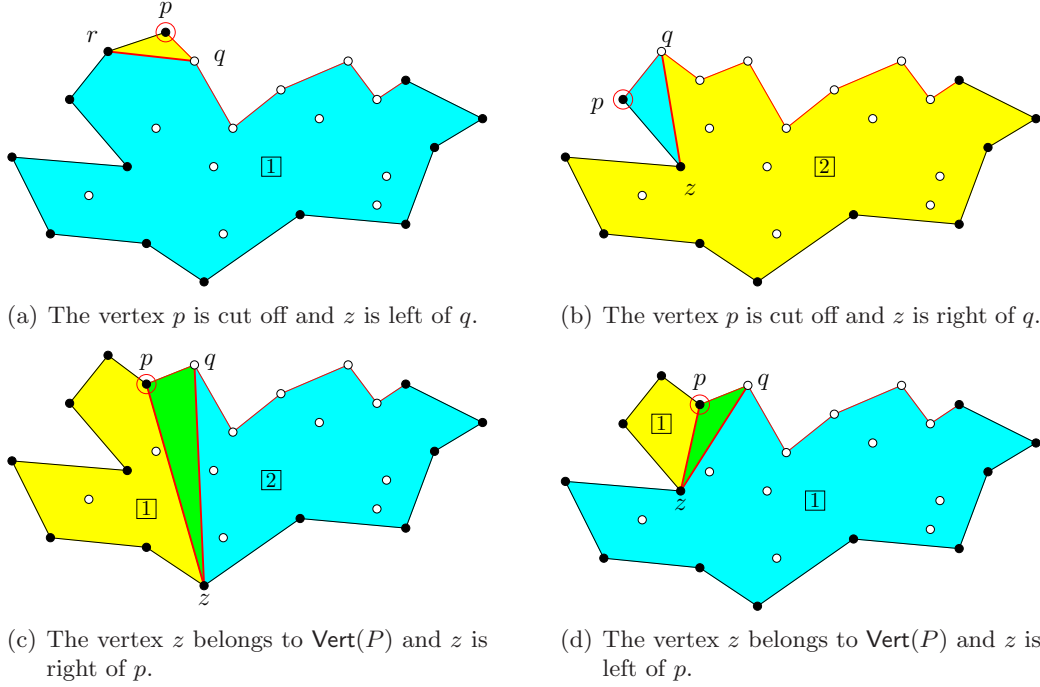 p
r
q
1
(a) The vertex p is cut off and z is left of q.
q
p
2
z
(b) The vertex p is cut off and z is right of q.
p
q
2
1
z
(c) The vertex z belongs to Vert(P) and z is
right of p.
p
q
1
z
1
(d) The vertex z belongs to Vert(P) and z is
left of p.